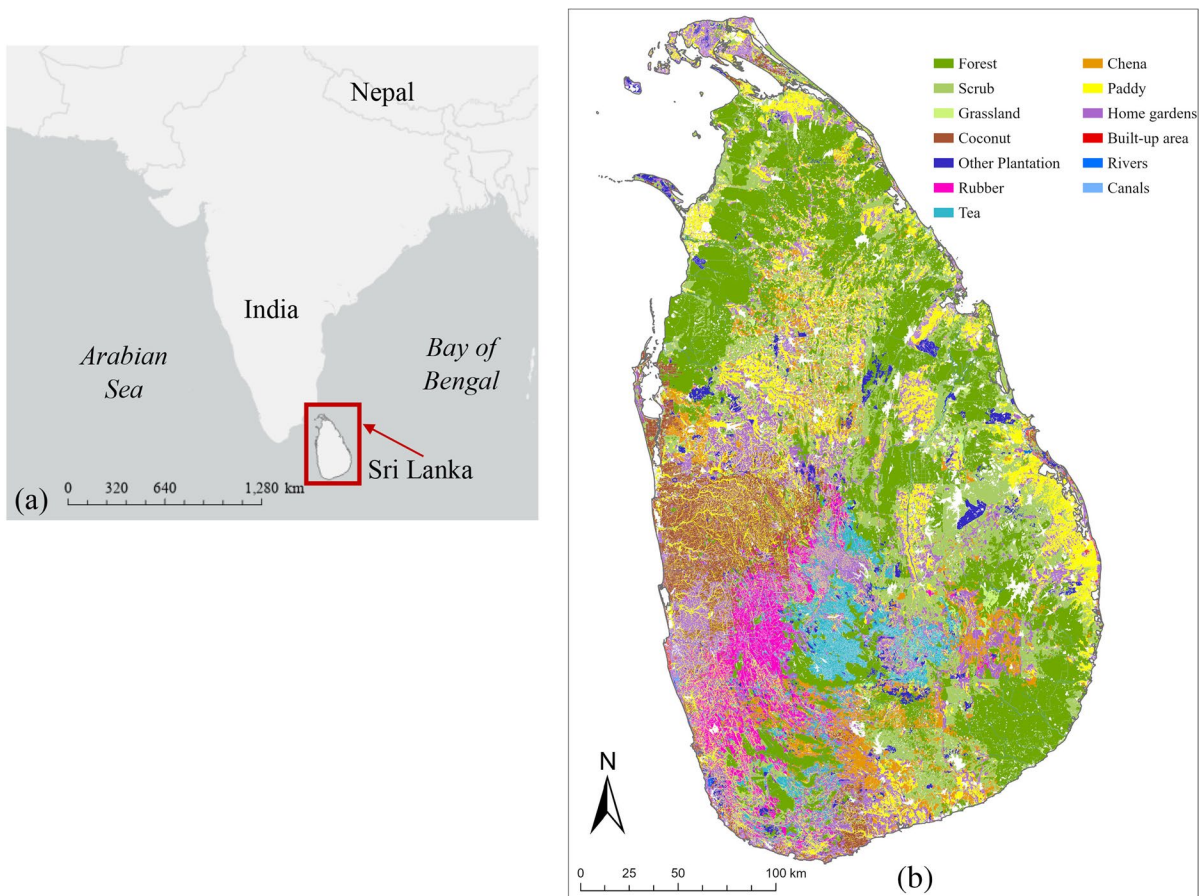 Nepal
India
Arabian
Sea
Bay of
Bengal
Sri Lanka
(a)
0 320 640 1,280 km
Forest
Scrub
Grassland
Coconut
Other Plantation
Rubber
Tea
Chena
Paddy
Home gardens
Built-up area
Rivers
Canals
N
0 25 50 100 km
(b)